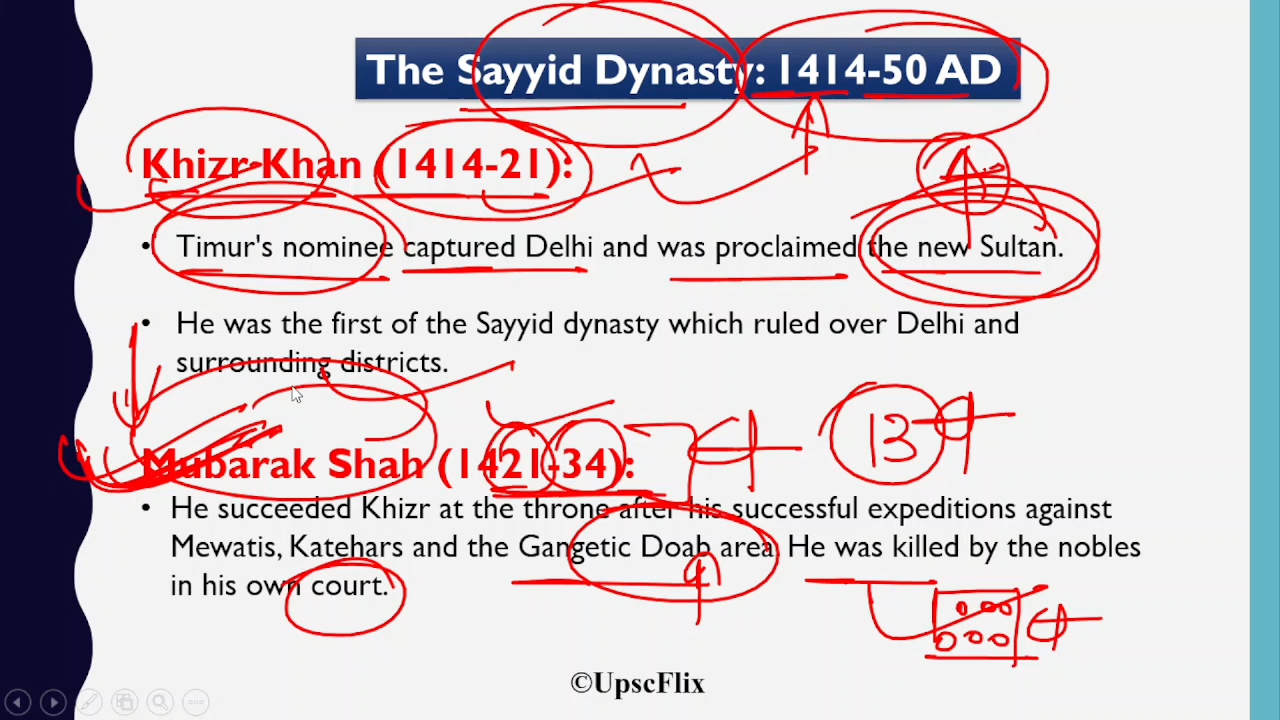 The Sayyid Dynasty: 1414-50 AD
Khizr-Khan (1414-21):
• Timur's nominee captured Delhi and was proclaimed the new Sultan.
• He was the first of the Sayyid dynasty which ruled over Delhi and
surrounding districts.
13
Mubarak Shah (1421-34):
• He succeeded Khizr at the throne after his successful expeditions against
Mewatis, Katehars and the Gangetic Doab area. He was killed by the nobles
in his own court.
©UpscFlix